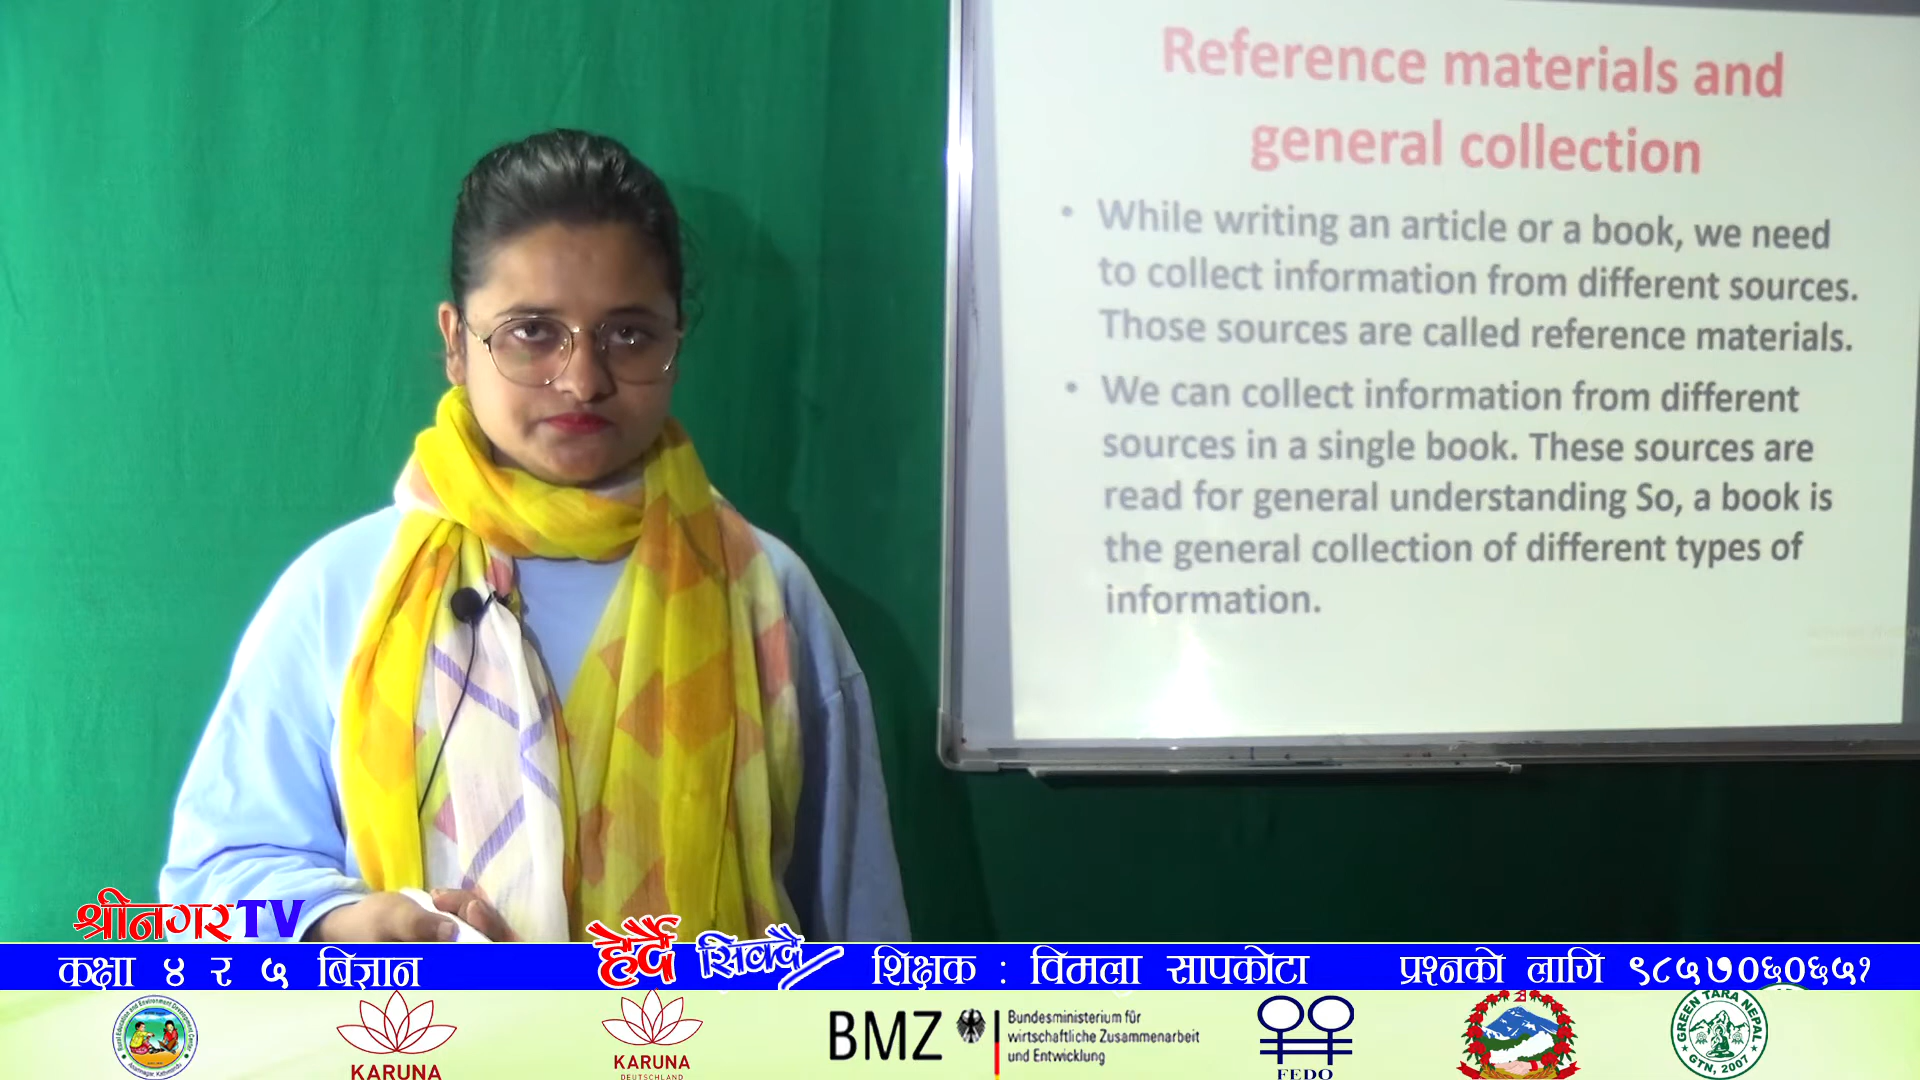 Reference materials and
general collection
• While writing an article or a book, we need
to collect information from different sources.
Those sources are called reference materials.
• We can collect information from different
sources in a single book. These sources are
read for general understanding So, a book is
the general collection of different types of
information.
श्रीनगर TV
कक्षा ४ र ५ बिज्ञान
हेर्दै सिक्दै
शिक्षक : विमला सापकोटा
प्रश्नको लागि ९८५७०६०६५१
KARUNA
KARUNA
DEUTSCHLAND
BMZ
Bundesministerium für
wirtschaftliche Zusammenarbeit
und Entwicklung
FEDO
GREEN TARA NEPAL
GTN, 2007